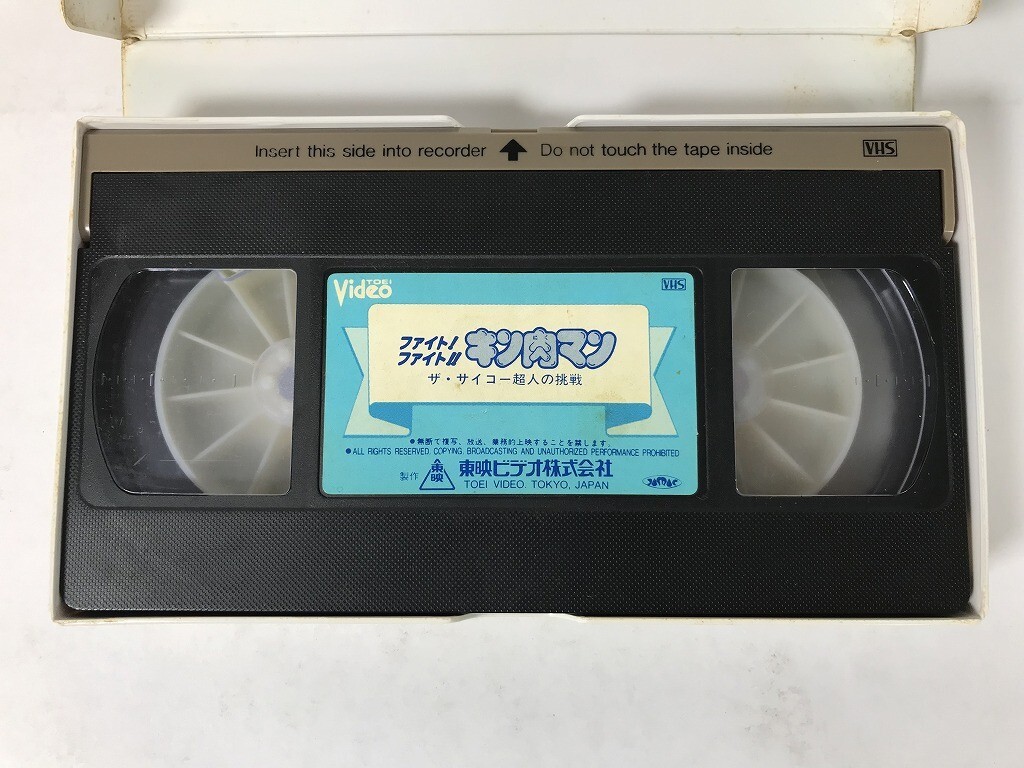 Insert this side into recorder Do not touch the tape inside VHS
TOEI
Video
VHS
ファイト!
ファイト!!
キン肉マン
ザ・サイコー超人の挑戦
●無断で複写、放送、業務的上映することを禁します。
●ALL RIGHTS RESERVED. COPYING. BROADCASTING AND UNAUTHORIZED PERFORMANCE PROHIBITED
製作 東映 東映ビデオ株式会社
TOEI VIDEO. TOKYO, JAPAN